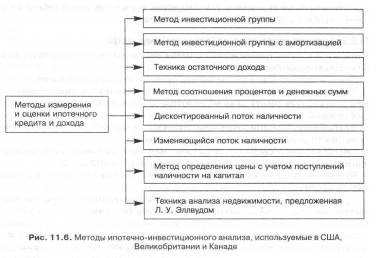 Методы измерения
и оценки ипотечного
кредита и дохода
Метод инвестиционной группы
Метод инвестиционной группы с амортизацией
Техника остаточного дохода
Метод соотношения процентов и денежных сумм
Дисконтированный поток наличности
Изменяющийся поток наличности
Метод определения цены с учетом поступлений
наличности на капитал
Техника анализа недвижимости, предложенная
Л. У. Эллвудом
Рис. 11.6. Методы ипотечно-инвестиционного анализа, используемые в США,
Великобритании и Канаде